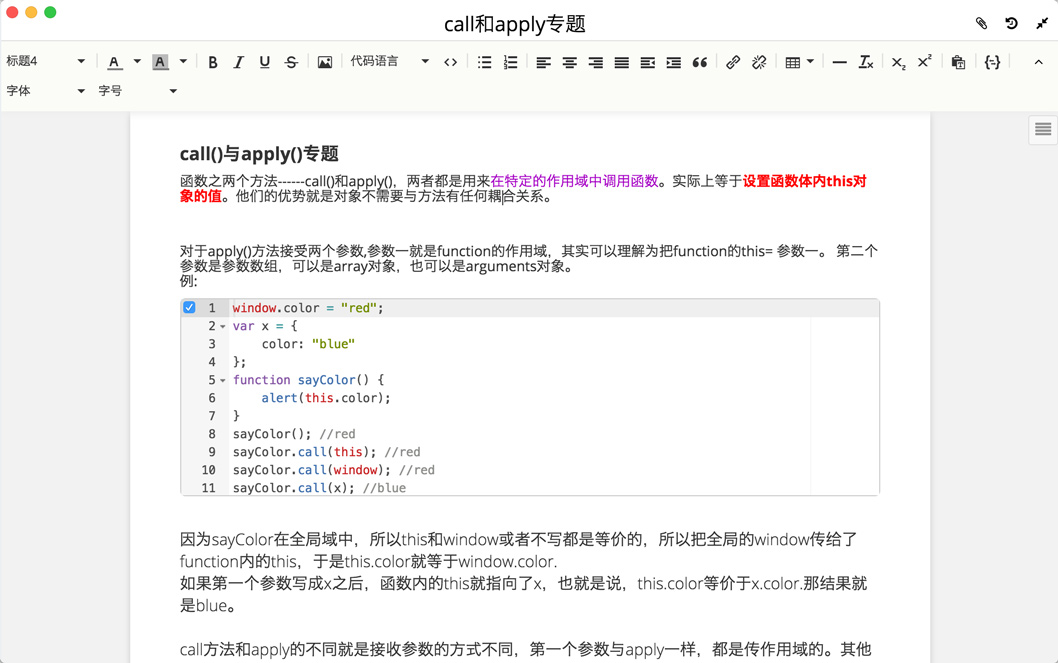 call和apply专题
标题4 A A B I U S 代码语言
字体 字号
call()与apply()专题
函数之两个方法------call()和apply()，两者都是用来在特定的作用域中调用函数。实际上等于设置函数体内this对
象的值。他们的优势就是对象不需要与方法有任何耦合关系。
对于apply()方法接受两个参数,参数一就是function的作用域，其实可以理解为把function的this= 参数一。 第二个
参数是参数数组，可以是array对象，也可以是arguments对象。
例:
1 window.color = "red";
2 var x = {
3 color: "blue"
4 };
5 function sayColor() {
6 alert(this.color);
7 }
8 sayColor(); //red
9 sayColor.call(this); //red
10 sayColor.call(window); //red
11 sayColor.call(x); //blue
因为sayColor在全局域中，所以this和window或者不写都是等价的，所以把全局的window传给了
function内的this，于是this.color就等于window.color.
如果第一个参数写成x之后，函数内的this就指向了x，也就是说，this.color等价于x.color.那结果就
是blue。
call方法和apply的不同就是接收参数的方式不同，第一个参数与apply一样，都是传作用域的。其他